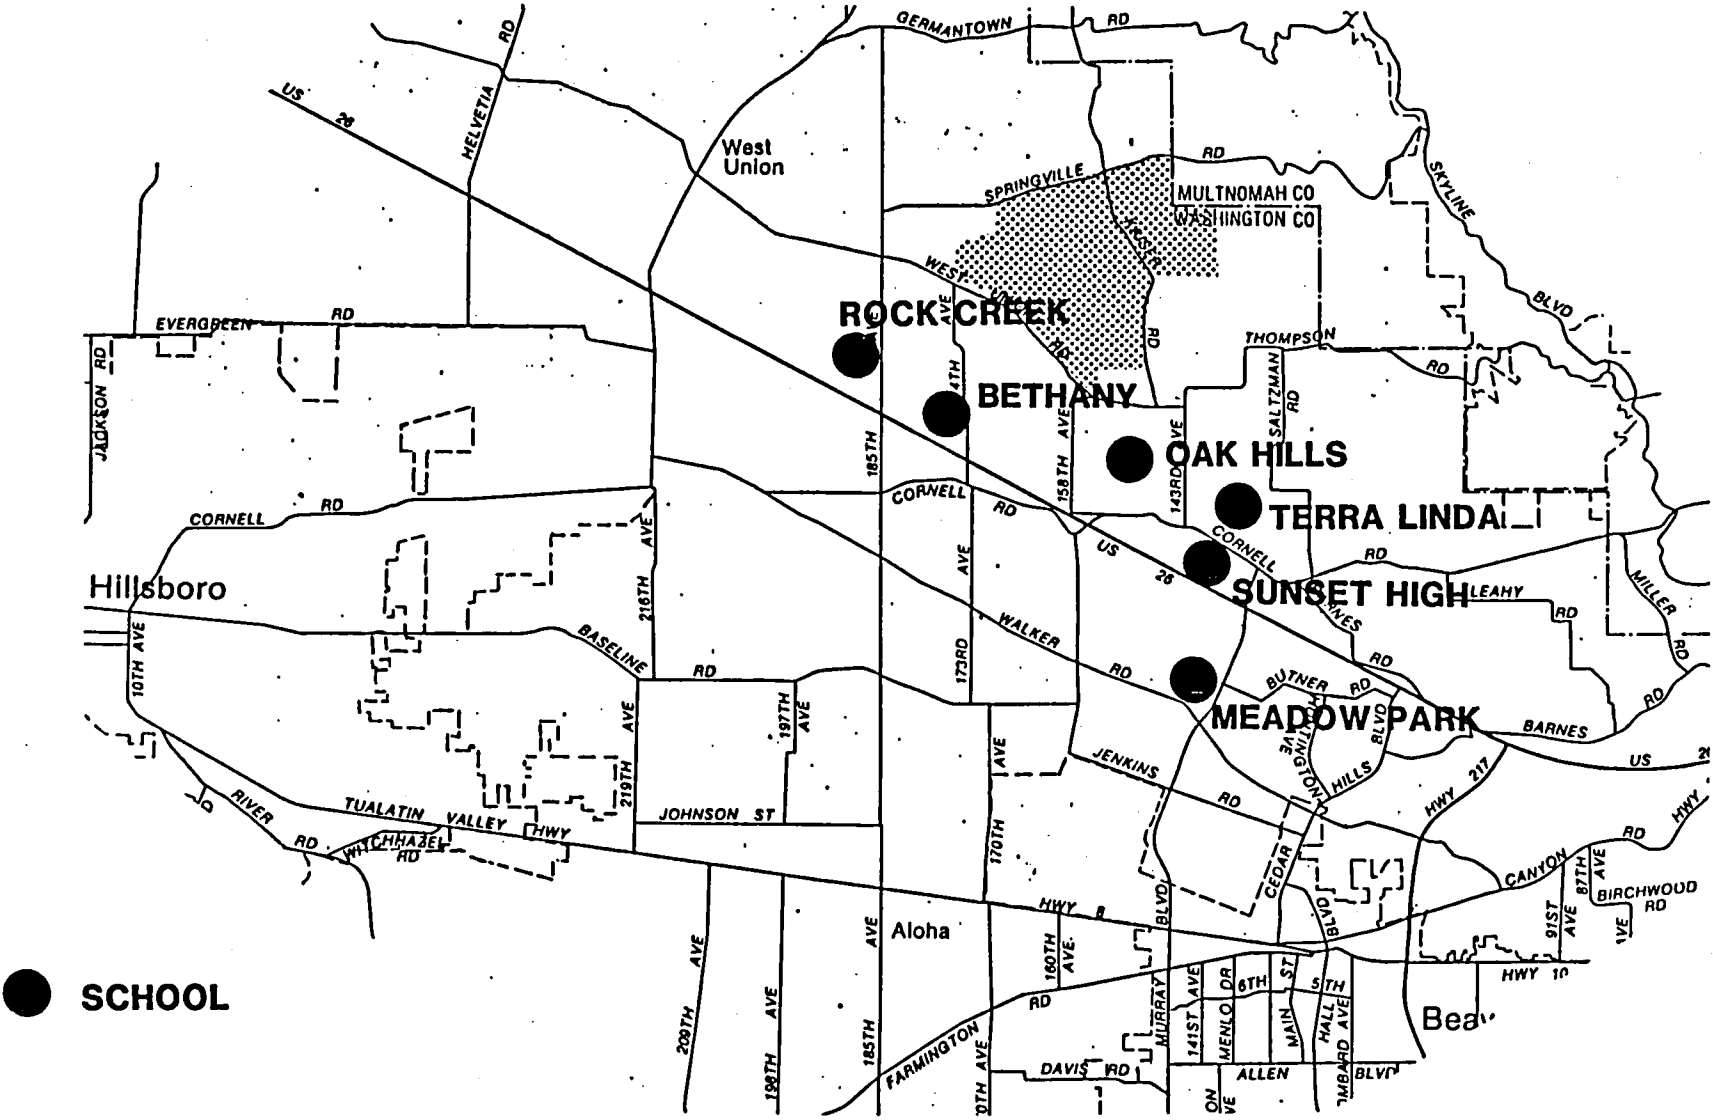 GERMANTOWN RD
RD
US 26
HELVETIA
West
Union
SPRINGVILLE
RD
MULTNOMAH CO
WASHINGTON CO
SKYLINE
BLVD
KAISER
RD
WEST
ROCK CREEK
AVE
EVERGREEN
RD
THOMPSON
RD
JACKSON RD
BETHANY
SALTZMAN
RD
185TH
158TH AVE
143RD AVE
OAK HILLS
CORNELL
RD
TERRA LINDA
CORNELL
RD
CORNELL
RD
US
26
Hillsboro
10TH AVE
216TH AVE
173RD AVE
SUNSET HIGH
LEAHY
RD
MILLER
RD
BASELINE
RD
WALKER
RD
RD
BUTNER RD
MEADOW PARK
219TH AVE
197TH AVE
AVE
HUNTINGTON
AVE
BLVD
HILLS
BARNES
RD
US
JENKINS
RD
HWY 217
HWY
RIVER
RD
TUALATIN VALLEY HWY
WITCHHAZEL
RD
JOHNSON ST
170TH
CEDAR
BLVD
CANYON
RD
87TH AVE
91ST AVE
BIRCHWOOD
RD
HWY 8
BLVD
Aloha
209TH AVE
198TH AVE
185TH AVE
160TH AVE.
FARMINGTON
RD
MURRAY
141ST AVE
MENLO DR
6TH
5TH
MAIN ST
HALL
HWY 10
SCHOOL
DAVIS RD
ALLEN